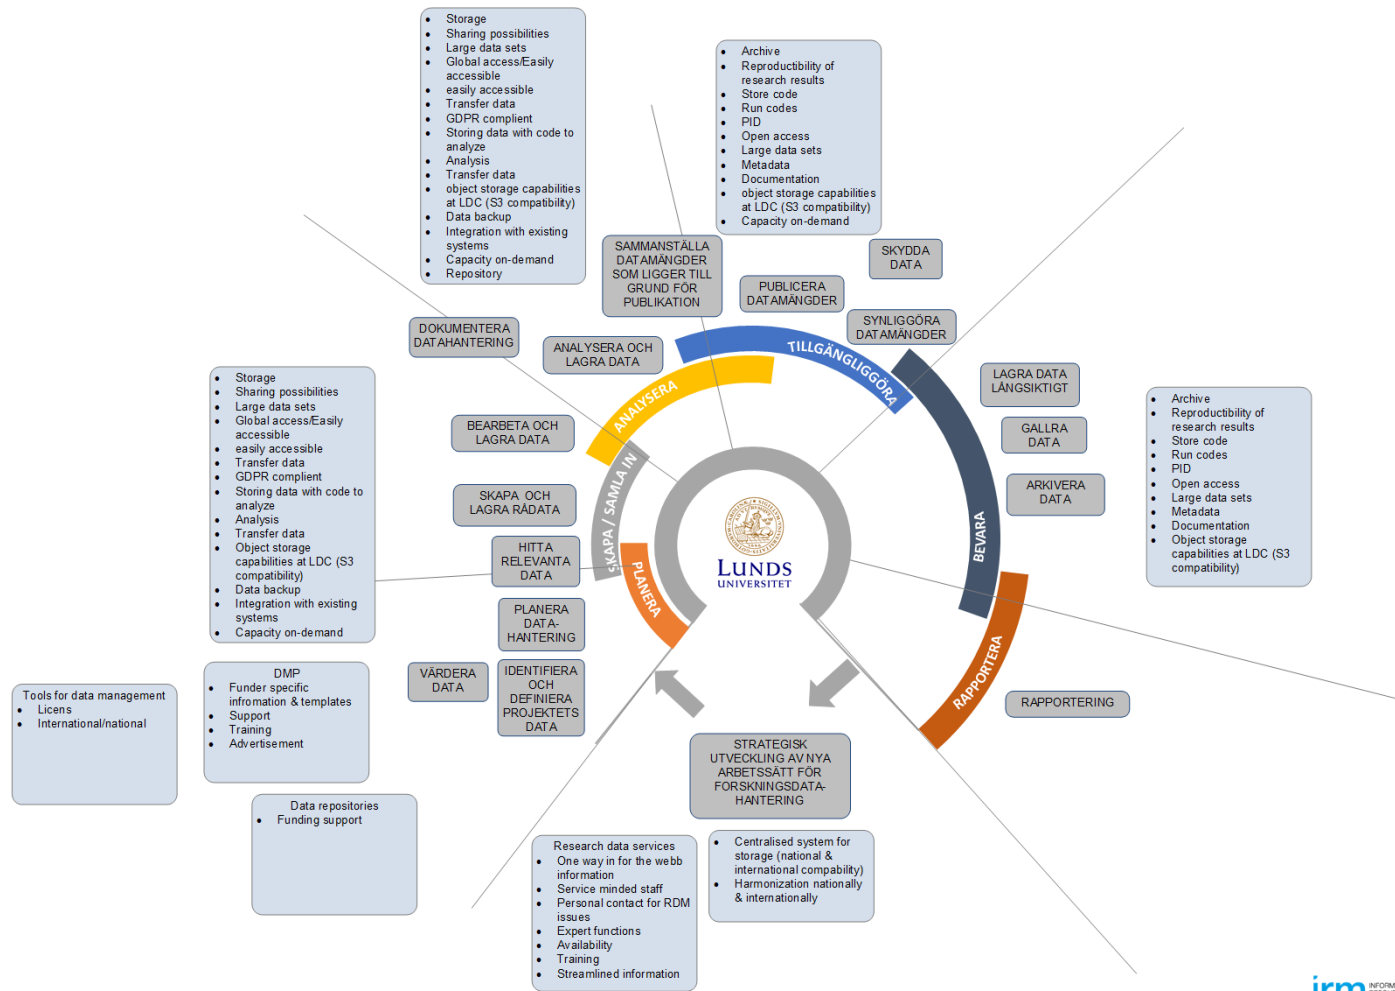 Storage
Sharing possibilities
Large data sets
Global access/Easily
accessible
easily accessible
Transfer data
GDPR complient
Storing data with code to
analyze
Analysis
Transfer data
object storage capabilities
at LDC (S3 compatibility)
Data backup
Integration with existing
systems
Capacity on-demand
Repository
Archive
Reproductibility of
research results
Store code
Run codes
PID
Open access
Large data sets
Metadata
Documentation
object storage capabilities
at LDC (S3 compatibility)
Capacity on-demand
SAMMANSTÄLLA
DATAMÄNGDER
SOM LIGGER TILL
GRUND FÖR
PUBLIKATION
SKYDDA
DATA
PUBLICERA
DATAMÄNGDER
SYNLIGGÖRA
DATAMÄNGDER
DOKUMENTERA
DATAHANTERING
ANALYSERA OCH
LAGRA DATA
TILLGÄNGLIGGÖRA
ANALYSERA
LAGRA DATA
LÅNGSIKTIGT
GALLRA
DATA
ARKIVERA
DATA
BEARBETA OCH
LAGRA DATA
SKAPA OCH
LAGRA RÅDATA
HITTA
RELEVANTA
DATA
SKAPA / SAMLA IN
PLANERA
BEVARA
RAPPORTERA
LUNDS
UNIVERSITET
Storage
Sharing possibilities
Large data sets
Global access/Easily
accessible
easily accessible
Transfer data
GDPR complient
Storing data with code to
analyze
Analysis
Transfer data
Object storage
capabilities at LDC (S3
compatibility)
Data backup
Integration with existing
systems
Capacity on-demand
Archive
Reproductibility of
research results
Store code
Run codes
PID
Open access
Large data sets
Metadata
Documentation
Object storage
capabilities at LDC (S3
compatibility)
PLANERA
DATA-
HANTERING
VÄRDERA
DATA
IDENTIFIERA
OCH
DEFINIERA
PROJEKTETS
DATA
RAPPORTERING
Tools for data management
Licens
International/national
DMP
Funder specific
infromation & templates
Support
Training
Advertisement
Data repositories
Funding support
STRATEGISK
UTVECKLING AV NYA
ARBETSSÄTT FÖR
FORSKNINGSDATA-
HANTERING
Research data services
One way in for the webb
information
Service minded staff
Personal contact for RDM
issues
Expert functions
Availability
Training
Streamlined information
Centralised system for
storage (national &
international compability)
Harmonization nationally
& internationally
irm